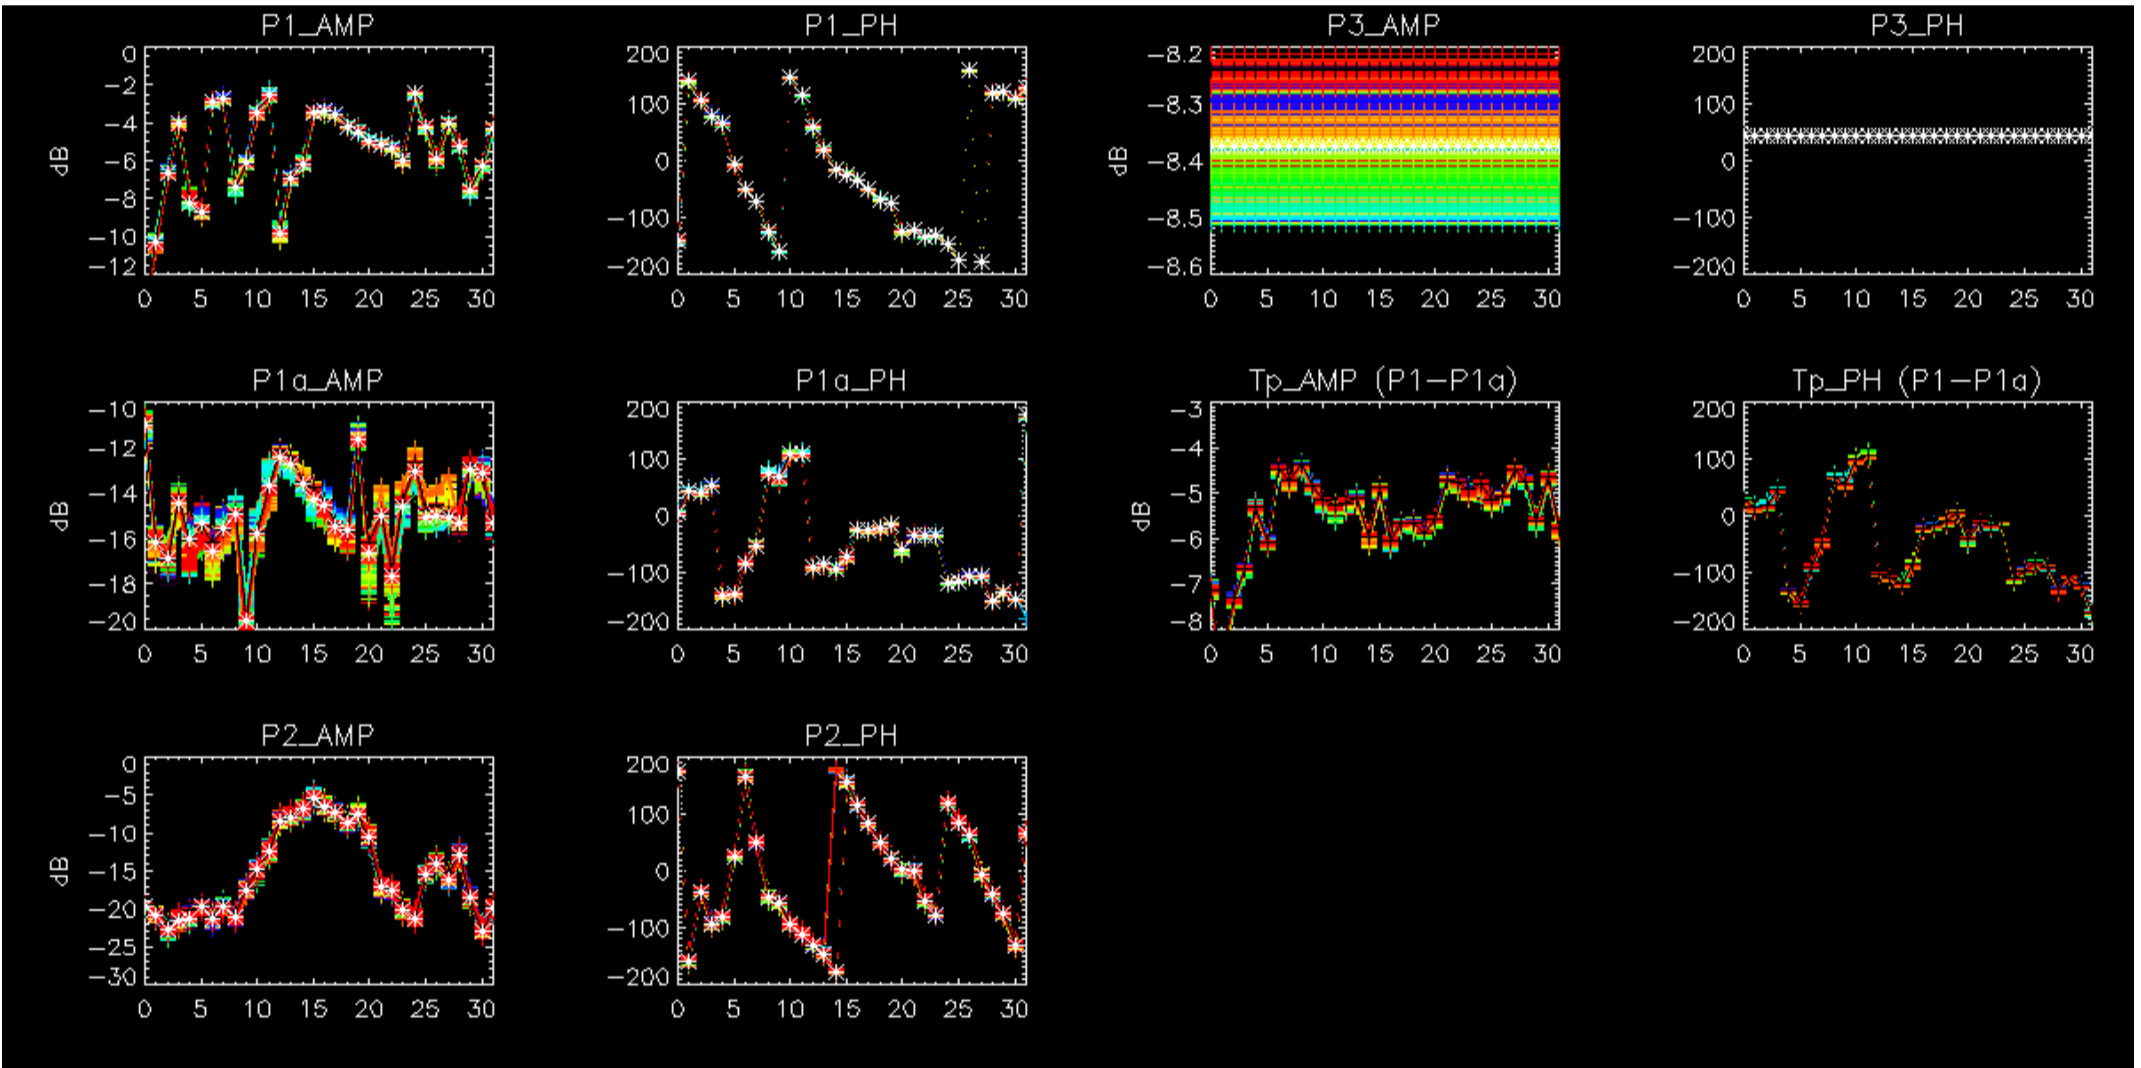 P1_AMP
P1_PH
P3_AMP
P3_PH
0
−2
−4
−6
−8
−10
−12
dB
0 5 10 15 20 25 30
200
100
0
−100
−200
0 5 10 15 20 25 30
−8.2
−8.3
−8.4
−8.5
−8.6
dB
0 5 10 15 20 25 30
200
100
0
−100
−200
0 5 10 15 20 25 30
P1a_AMP
P1a_PH
Tp_AMP (P1−P1a)
Tp_PH (P1−P1a)
−10
−12
−14
−16
−18
−20
dB
0 5 10 15 20 25 30
200
100
0
−100
−200
0 5 10 15 20 25 30
−3
−4
−5
−6
−7
−8
dB
0 5 10 15 20 25 30
200
100
0
−100
−200
0 5 10 15 20 25 30
P2_AMP
P2_PH
0
−5
−10
−15
−20
−25
−30
dB
0 5 10 15 20 25 30
200
100
0
−100
−200
0 5 10 15 20 25 30